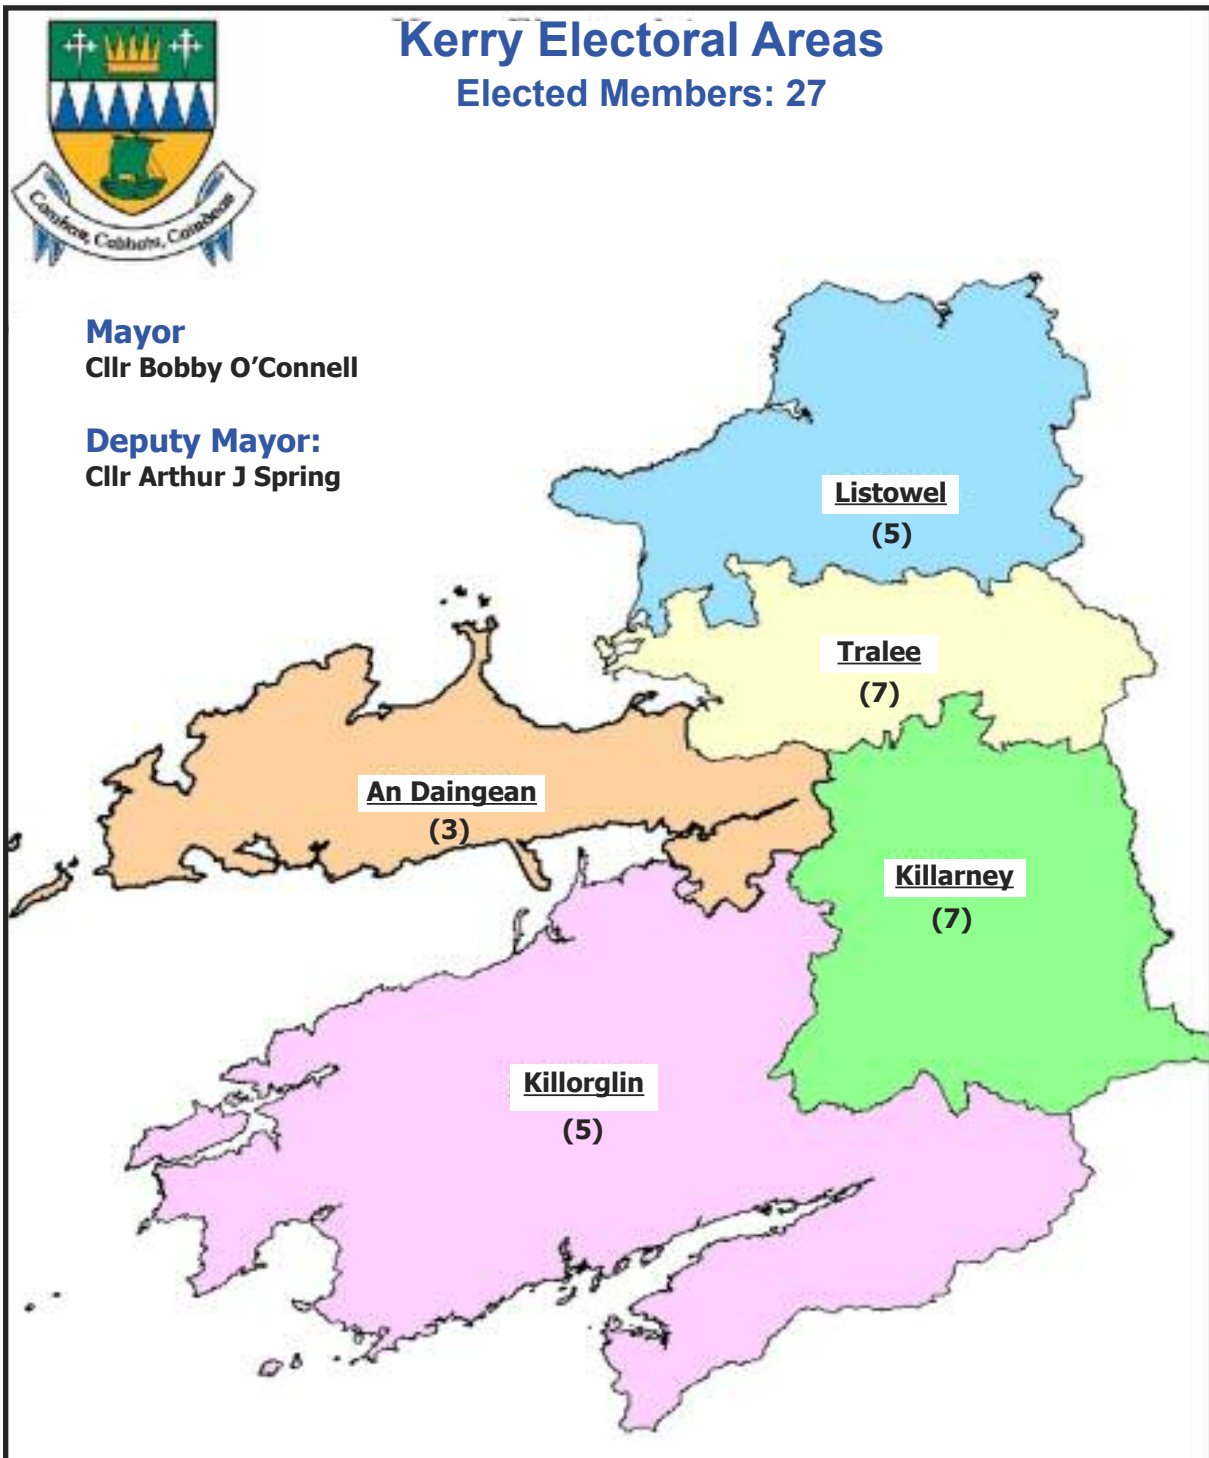 Kerry Electoral Areas
Elected Members: 27
Mayor
Cllr Bobby O’Connell
Deputy Mayor:
Cllr Arthur J Spring
Listowel
(5)
Tralee
(7)
An Daingean
(3)
Killarney
(7)
Killorglin
(5)